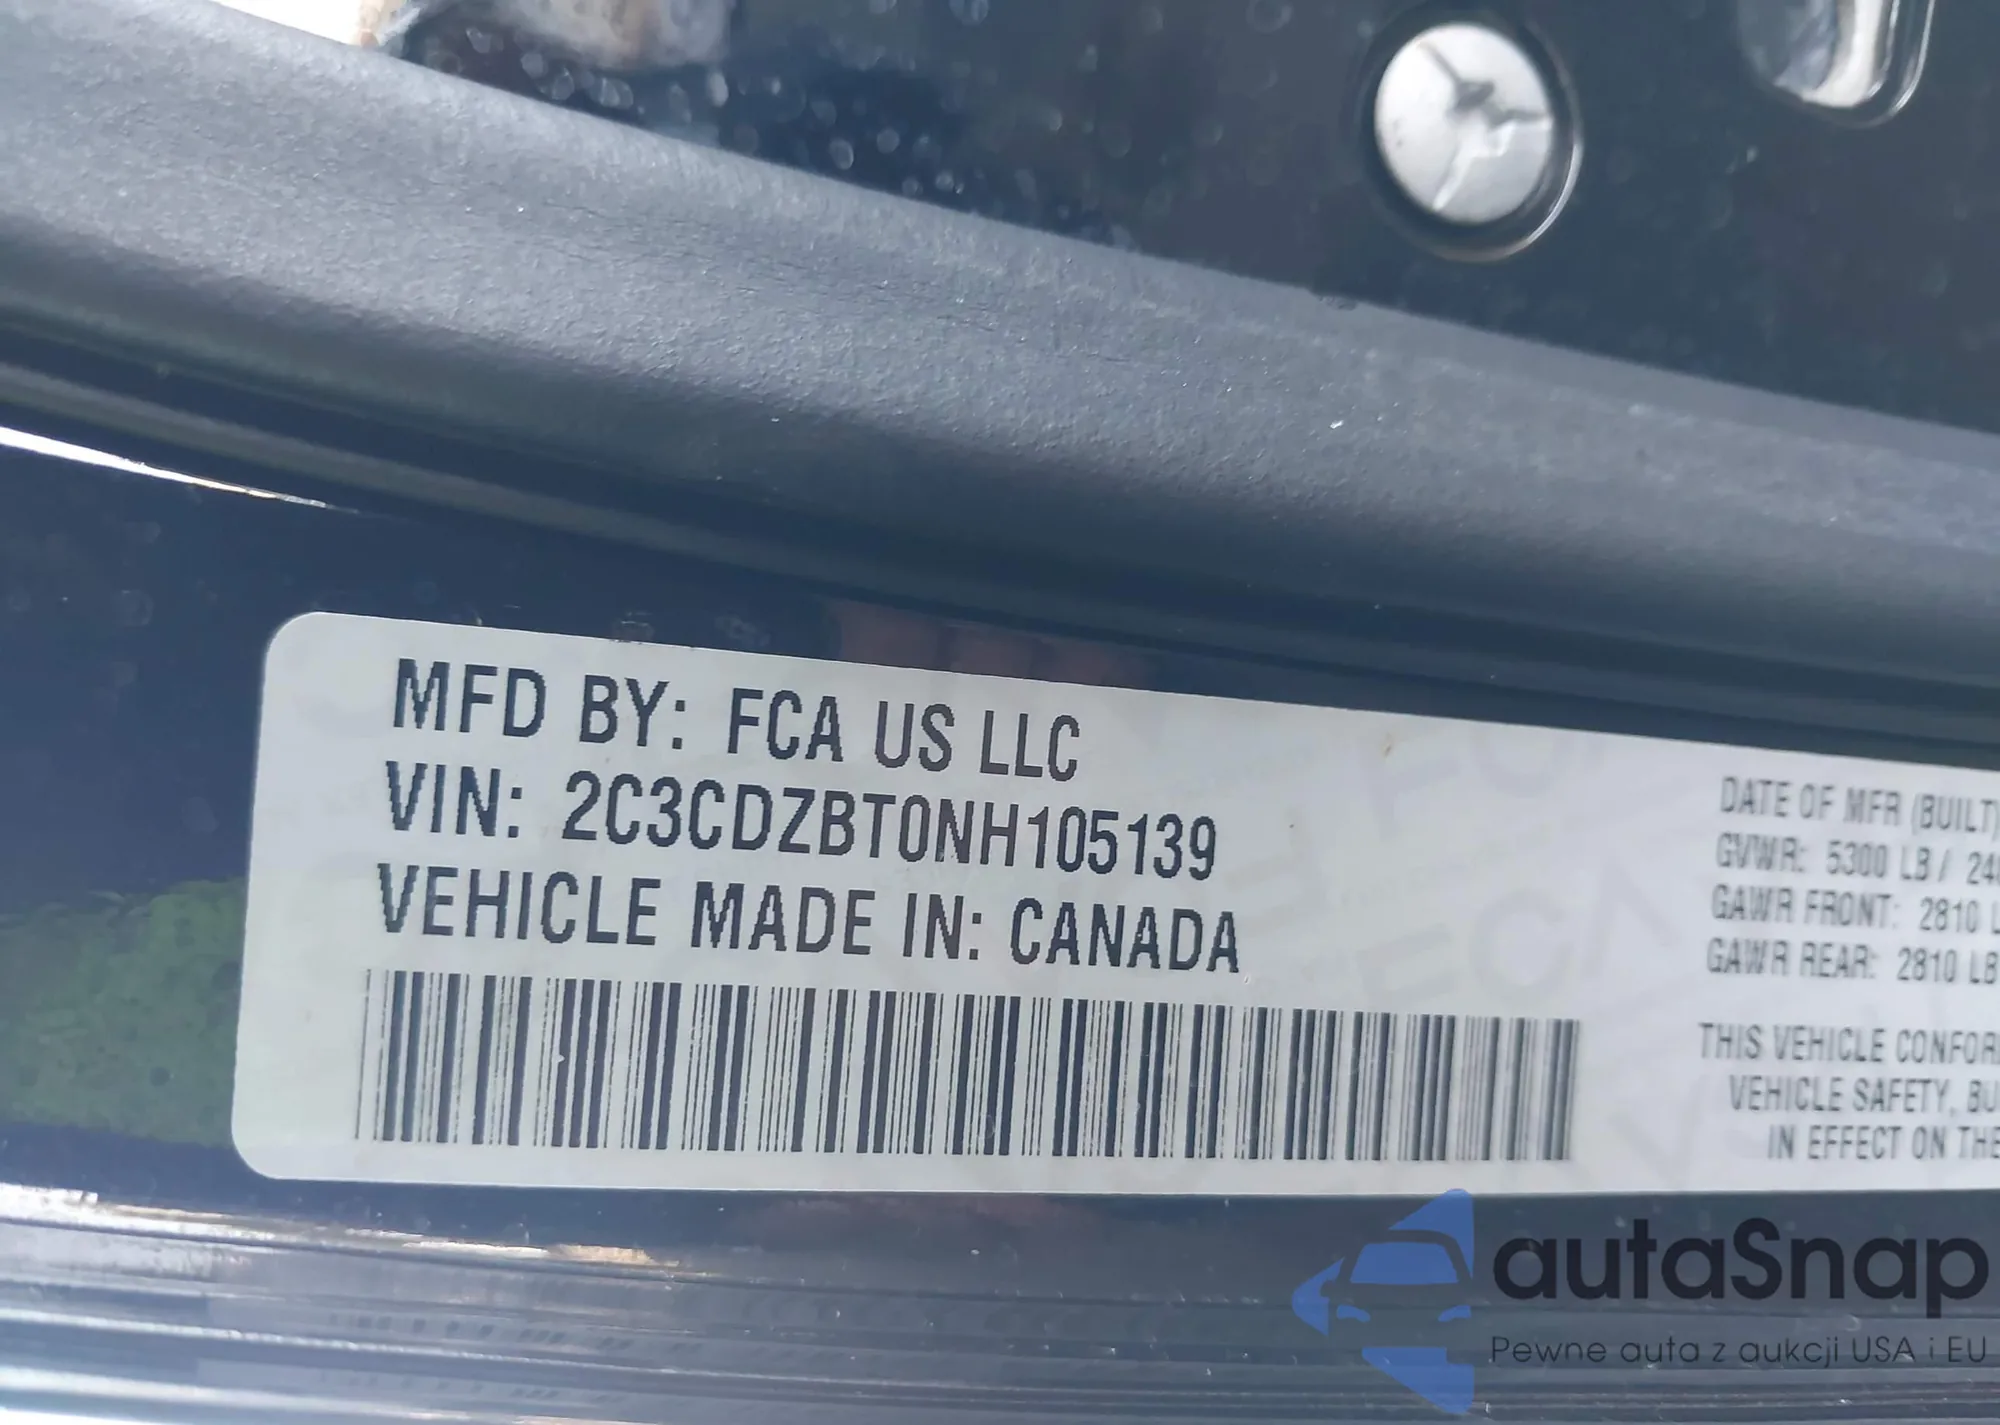 MFD BY: FCA US LLC
VIN: 2C3CDZBT0NH105139
VEHICLE MADE IN: CANADA
DATE OF MFR (BUILT)
GVWR: 5300 LB / 240
GAWR FRONT: 2810 L
GAWR REAR: 2810 LB
THIS VEHICLE CONFOR
VEHICLE SAFETY, BU
IN EFFECT ON THE
autaSnap
Pewne auta z aukcji USA i EU